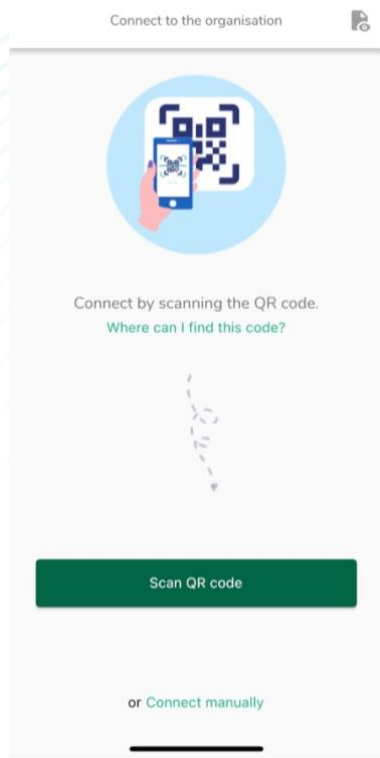 Connect to the organisation
Connect by scanning the QR code.
Where can I find this code?
Scan QR code
or Connect manually